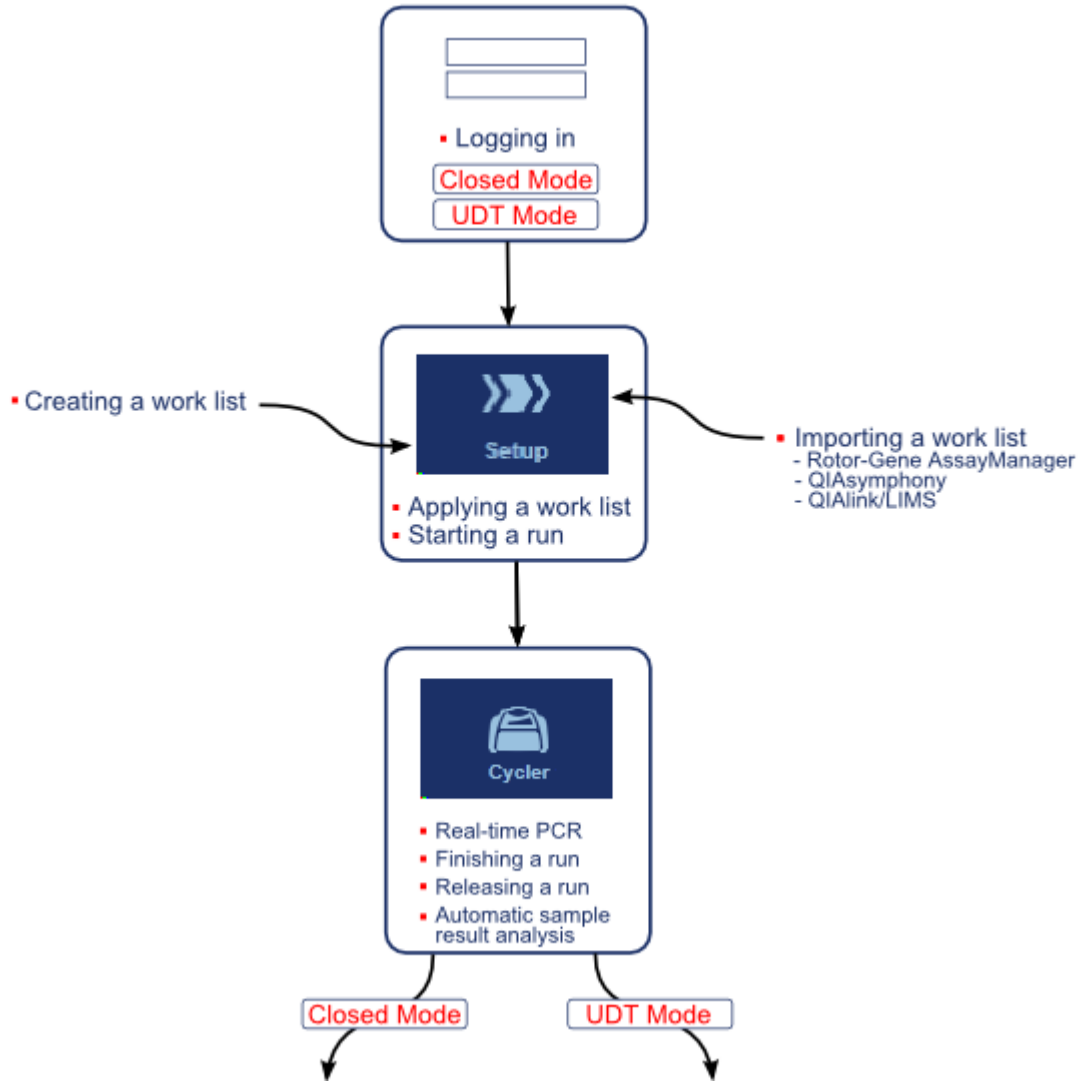 Logging in
Closed Mode
UDT Mode
Setup
Creating a work list
Importing a work list
- Rotor-Gene AssayManager
- QIAsymphony
- QIAlink/LIMS
Applying a work list
Starting a run
Cycler
Real-time PCR
Finishing a run
Releasing a run
Automatic sample
result analysis
Closed Mode
UDT Mode